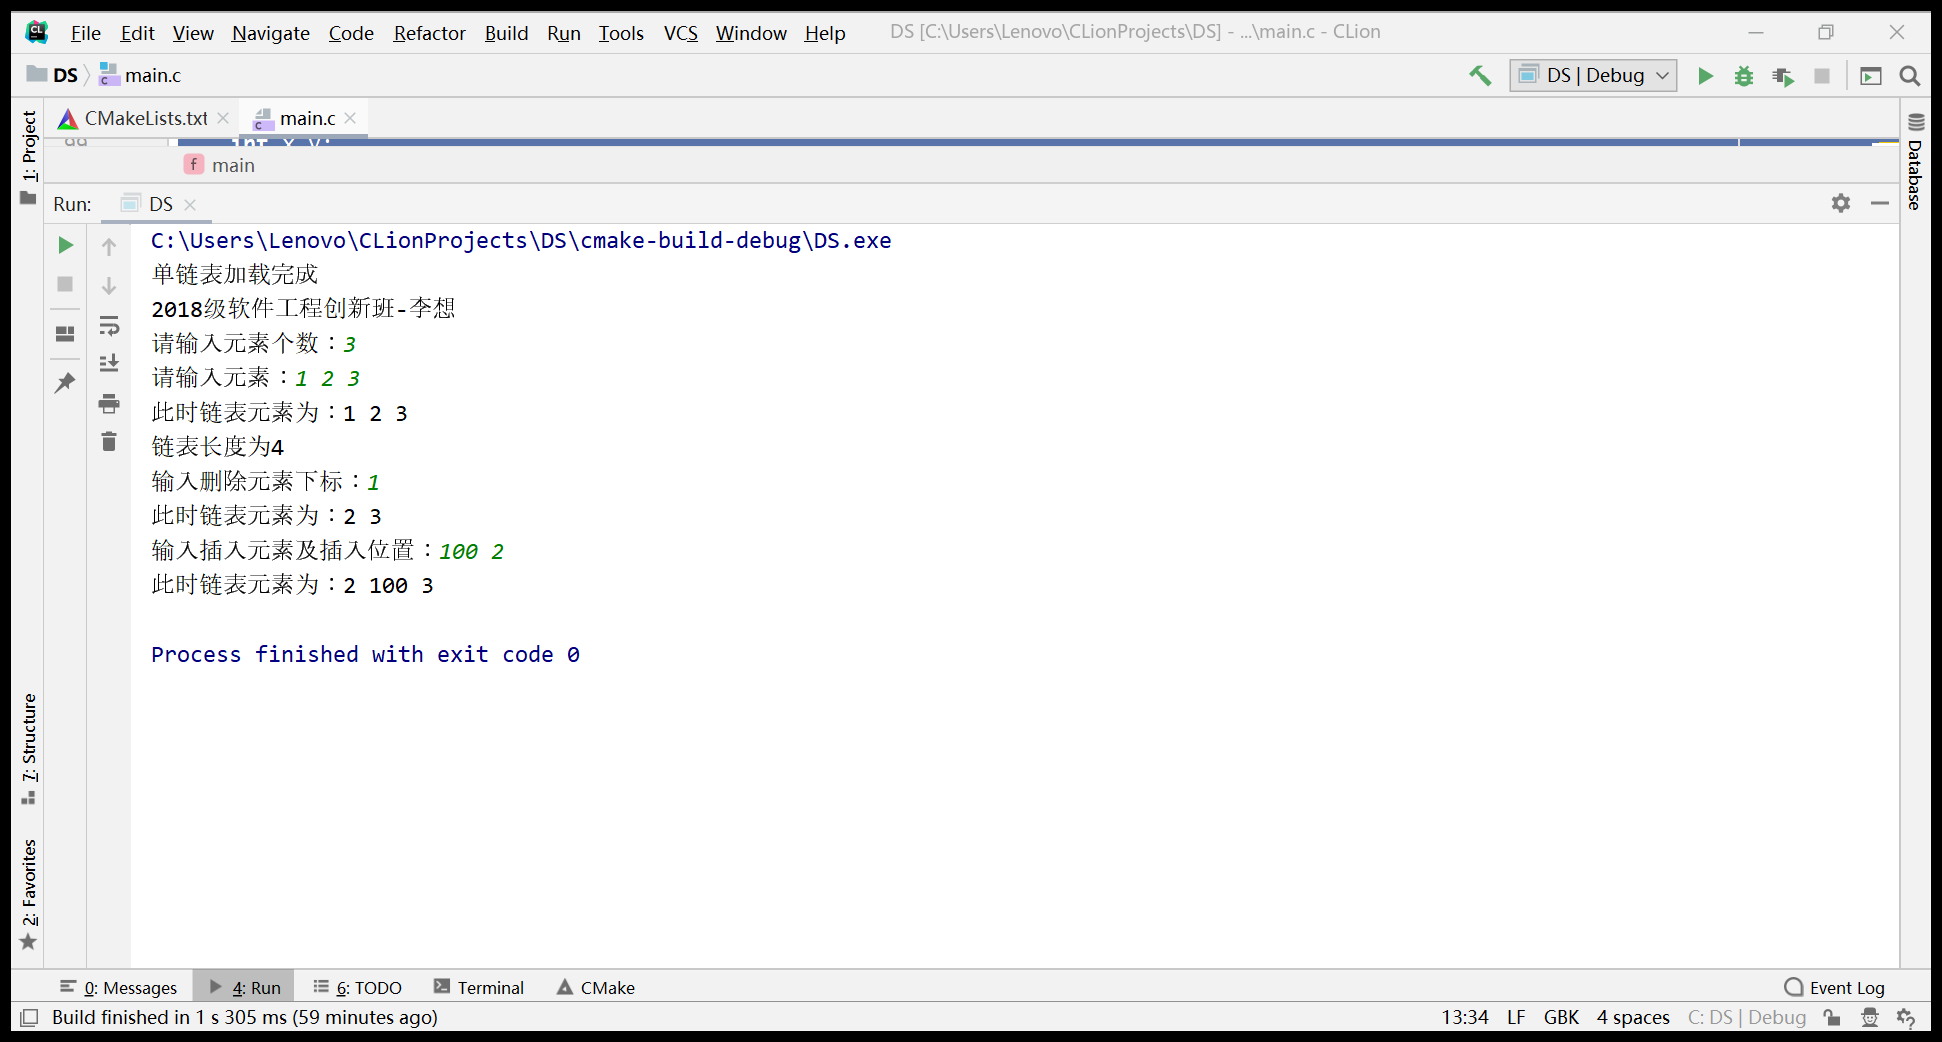 File Edit View Navigate Code Refactor Build Run Tools VCS Window Help DS [C:\Users\Lenovo\CLionProjects\DS] - ...\main.c - CLion
DS main.c DS | Debug
CMakeLists.txt main.c
main
Run: DS
C:\Users\Lenovo\CLionProjects\DS\cmake-build-debug\DS.exe
单链表加载完成
2018级软件工程创新班-李想
请输入元素个数：3
请输入元素：1 2 3
此时链表元素为：1 2 3
链表长度为4
输入删除元素下标：1
此时链表元素为：2 3
输入插入元素及插入位置：100 2
此时链表元素为：2 100 3
Process finished with exit code 0
1: Project
7: Structure
2: Favorites
Database
0: Messages 4: Run 6: TODO Terminal CMake Event Log
Build finished in 1 s 305 ms (59 minutes ago) 13:34 LF GBK 4 spaces C: DS | Debug